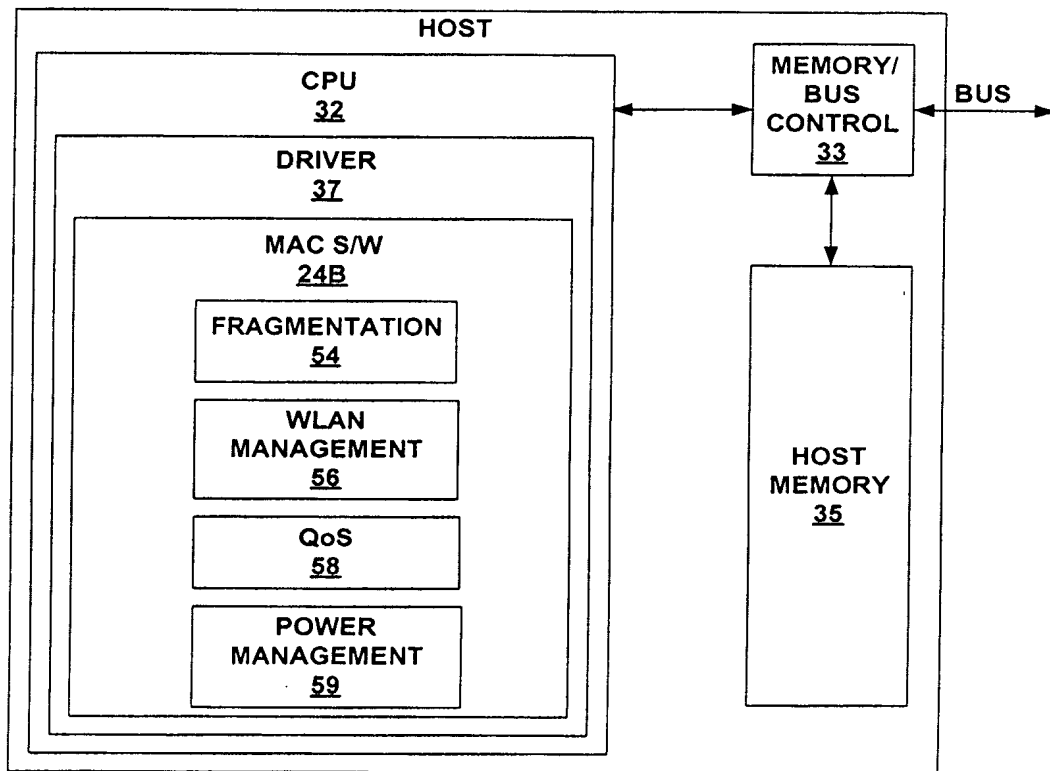 HOST
CPU
32
DRIVER
37
MAC S/W
24B
FRAGMENTATION
54
WLAN
MANAGEMENT
56
QoS
58
POWER
MANAGEMENT
59
MEMORY/
BUS
CONTROL
33
BUS
HOST
MEMORY
35